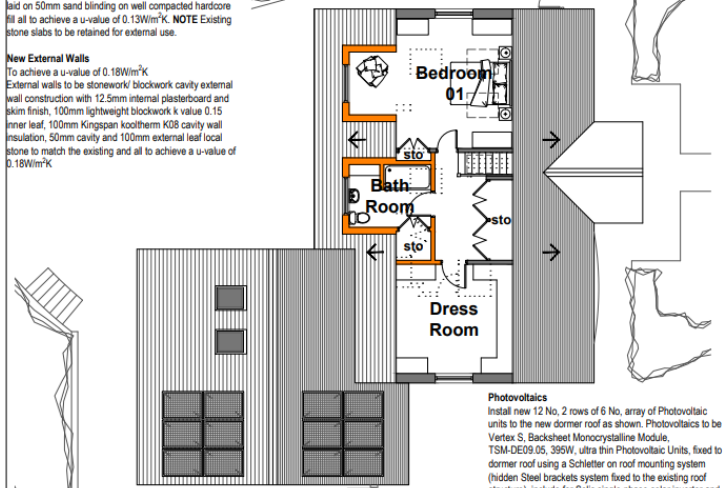 laid on 50mm sand blinding on well compacted hardcore
fill all to achieve a u-value of 0.13W/m²K. NOTE Existing
stone slabs to be retained for external use.
New External Walls
To achieve a u-value of 0.18W/m²K
External walls to be stonework/ blockwork cavity external
wall construction with 12.5mm internal plasterboard and
skim finish, 100mm lightweight blockwork k value 0.15
inner leaf, 100mm Kingspan kooltherm K08 cavity wall
insulation, 50mm cavity and 100mm external leaf local
stone to match the existing and all to achieve a u-value of
0.18W/m²K
Bedroom
01
sto
Bath
Room
sto
sto
Dress
Room
Photovoltaics
Install new 12 No, 2 rows of 6 No, array of Photovoltaic
units to the new dormer roof as shown. Photovoltaics to be
Vertex S, Backsheet Monocrystalline Module,
TSM-DE09.05, 395W, ultra thin Photovoltaic Units, fixed to
dormer roof using a Schletter on roof mounting system
(hidden Steel brackets system fixed to the existing roof